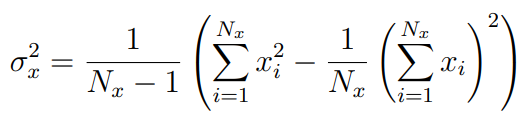 σ_x^2 = \frac{1}{N_x - 1} \left( \sum_{i=1}^{N_x} x_i^2 - \frac{1}{N_x} \left( \sum_{i=1}^{N_x} x_i \right)^2 \right)